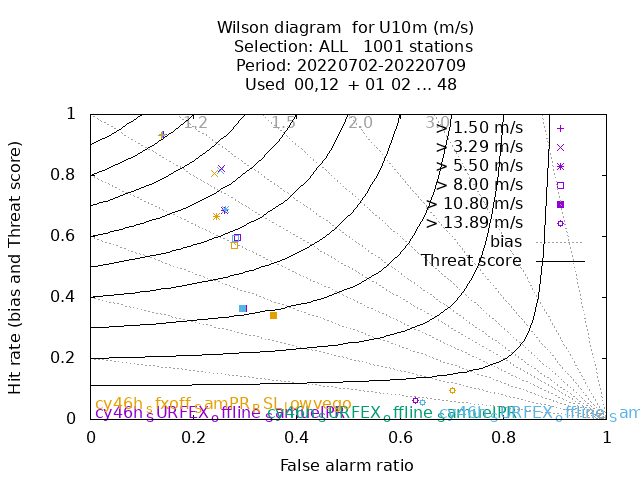 Wilson diagram for U10m (m/s)
Selection: ALL 1001 stations
Period: 20220702-20220709
Used 00,12 + 01 02 ... 48
1.2 1.5 2.0 3.0
> 1.50 m/s
> 3.29 m/s
> 5.50 m/s
> 8.00 m/s
> 10.80 m/s
> 13.89 m/s
bias
Threat score
Hit rate (bias and Threat score)
1
0.8
0.6
0.4
0.2
0
0 0.2 0.4 0.6 0.8 1
False alarm ratio